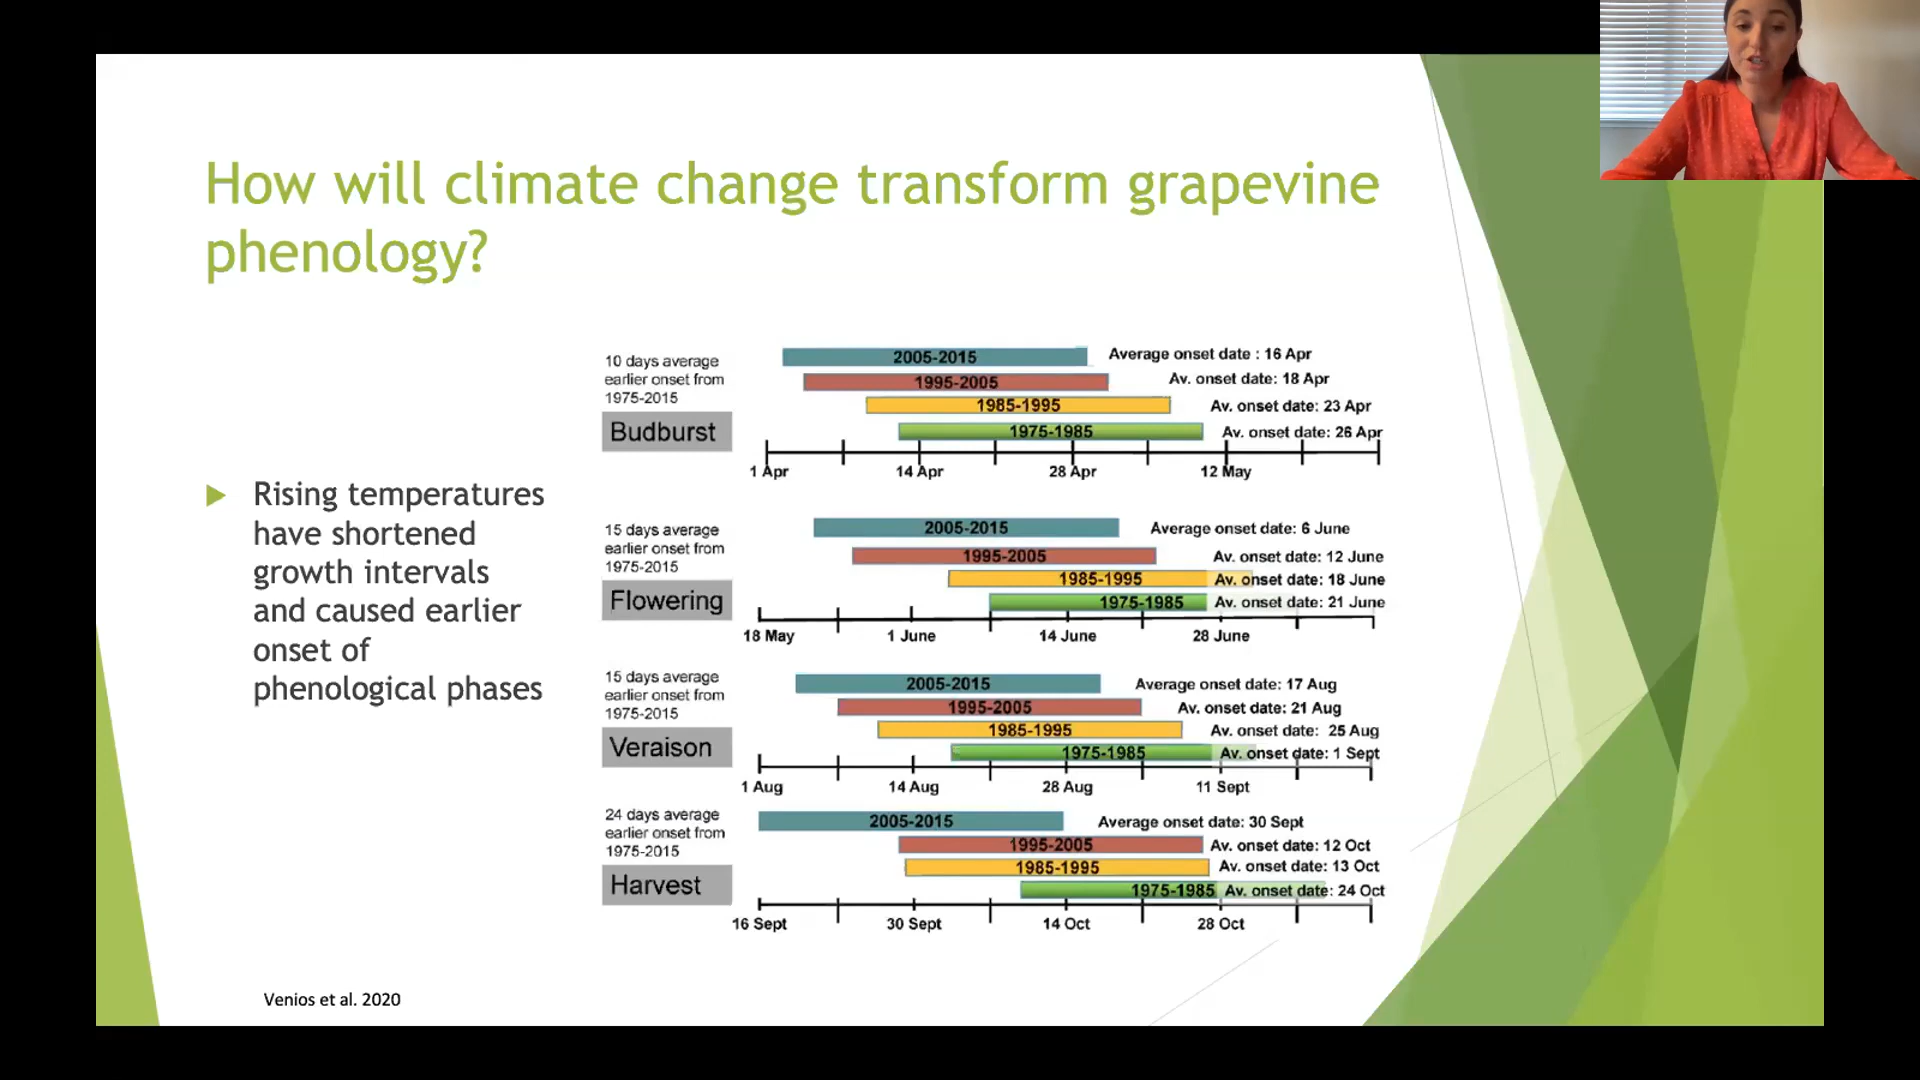 How will climate change transform grapevine
phenology?
Rising temperatures
have shortened
growth intervals
and caused earlier
onset of
phenological phases
10 days average
earlier onset from
1975-2015
Budburst
2005-2015 Average onset date : 16 Apr
1995-2005 Av. onset date: 18 Apr
1985-1995 Av. onset date: 23 Apr
1975-1985 Av. onset date: 26 Apr
1 Apr 14 Apr 28 Apr 12 May
15 days average
earlier onset from
1975-2015
Flowering
2005-2015 Average onset date: 6 June
1995-2005 Av. onset date: 12 June
1985-1995 Av. onset date: 18 June
1975-1985 Av. onset date: 21 June
18 May 1 June 14 June 28 June
15 days average
earlier onset from
1975-2015
Veraison
2005-2015 Average onset date: 17 Aug
1995-2005 Av. onset date: 21 Aug
1985-1995 Av. onset date: 25 Aug
1975-1985 Av. onset date: 1 Sept
1 Aug 14 Aug 28 Aug 11 Sept
24 days average
earlier onset from
1975-2015
Harvest
2005-2015 Average onset date: 30 Sept
1995-2005 Av. onset date: 12 Oct
1985-1995 Av. onset date: 13 Oct
1975-1985 Av. onset date: 24 Oct
16 Sept 30 Sept 14 Oct 28 Oct
Venios et al. 2020